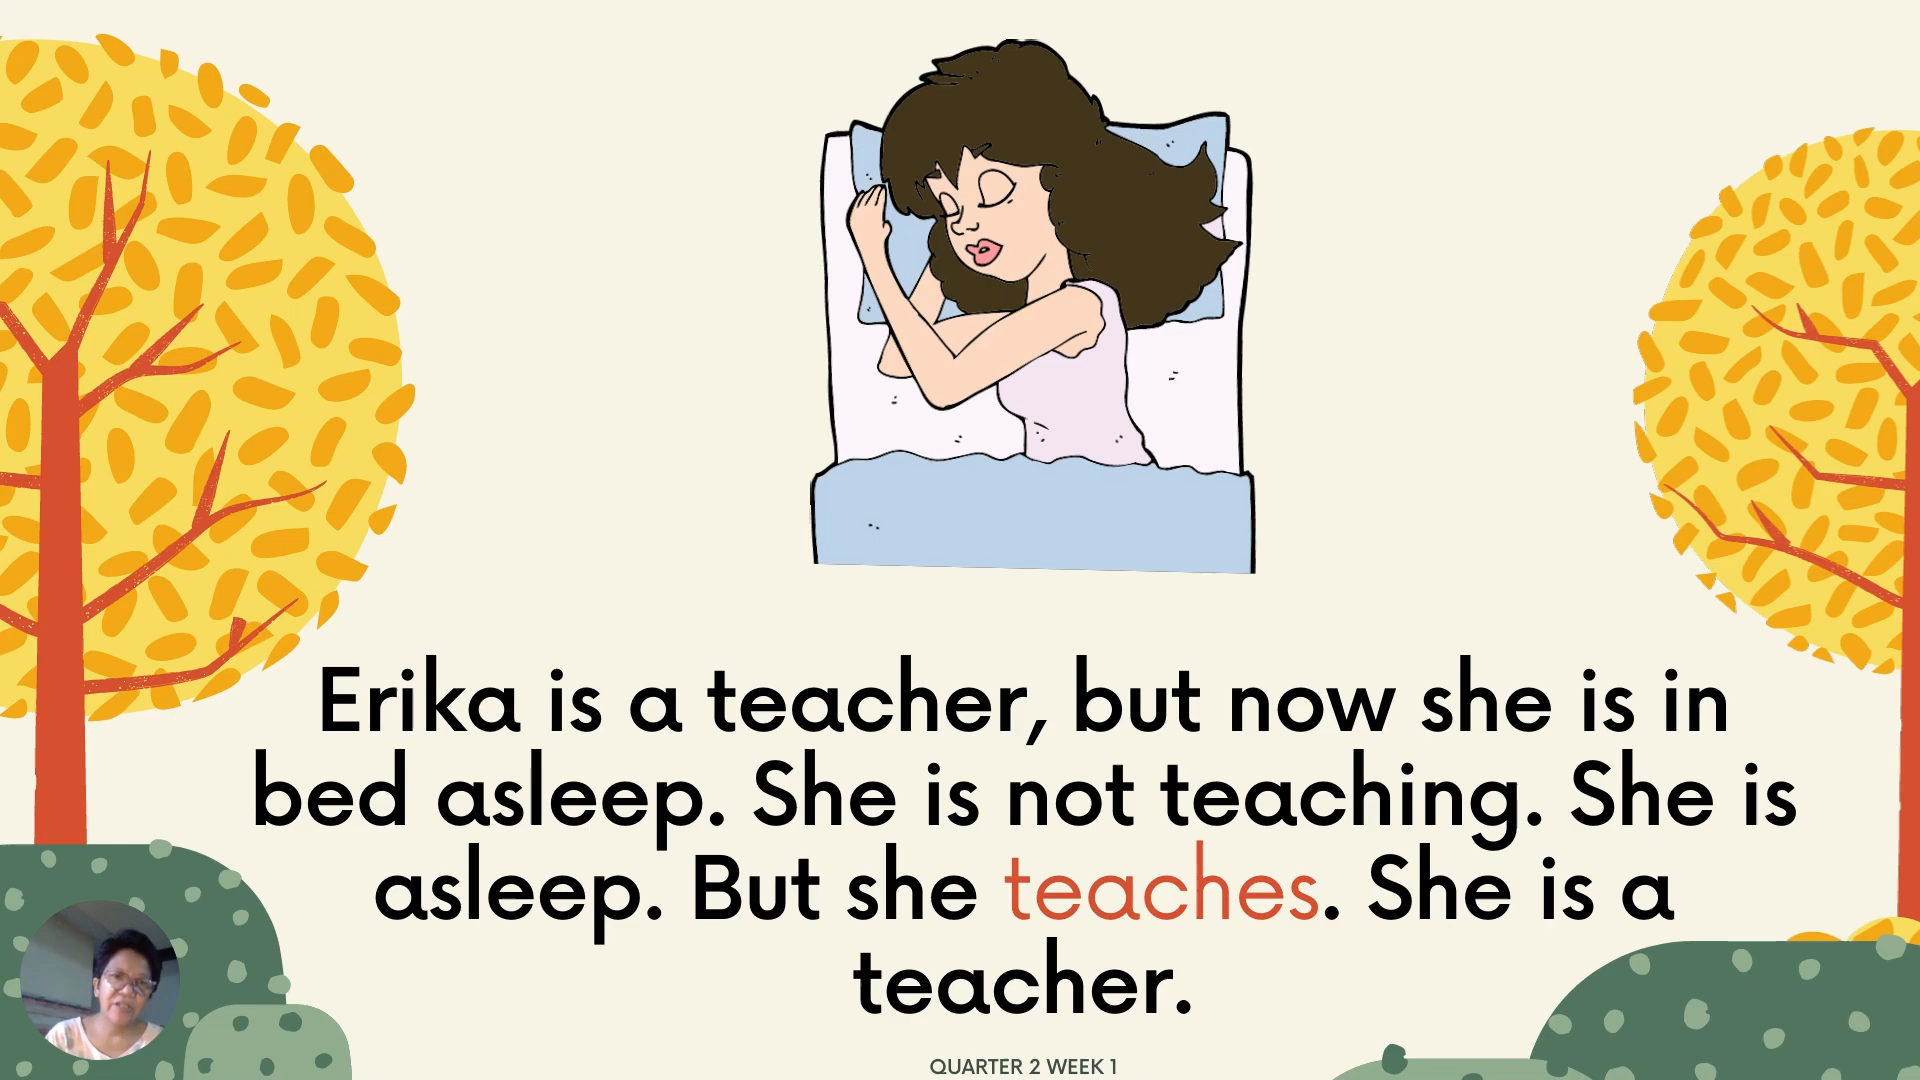 Erika is a teacher, but now she is in
bed asleep. She is not teaching. She is
asleep. But she teaches. She is a
teacher.
QUARTER 2 WEEK 1